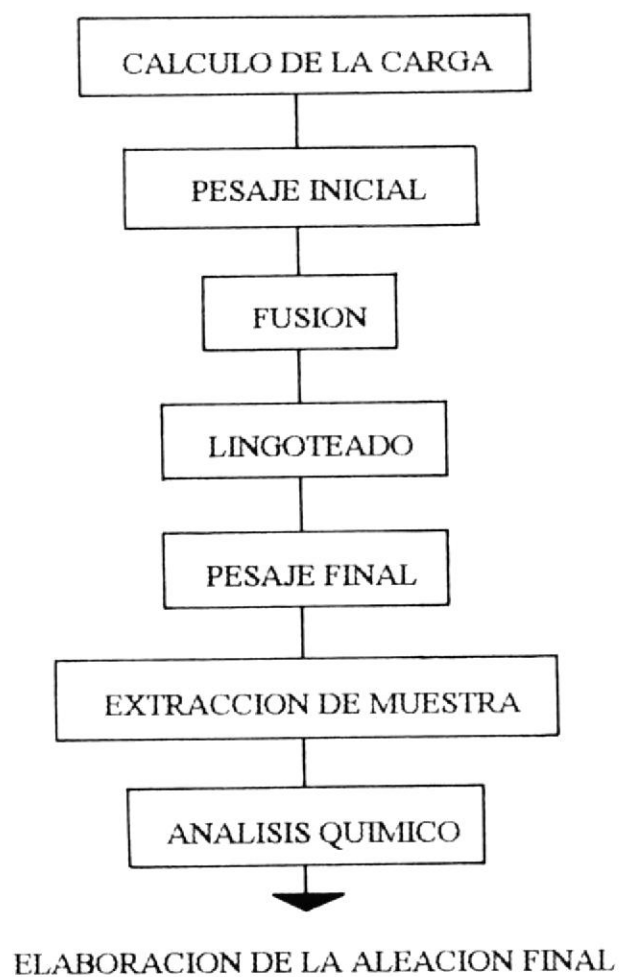 CALCULO DE LA CARGA
PESAJE INICIAL
FUSION
LINGOTEADO
PESAJE FINAL
EXTRACCION DE MUESTRA
ANALISIS QUIMICO
ELABORACION DE LA ALEACION FINAL